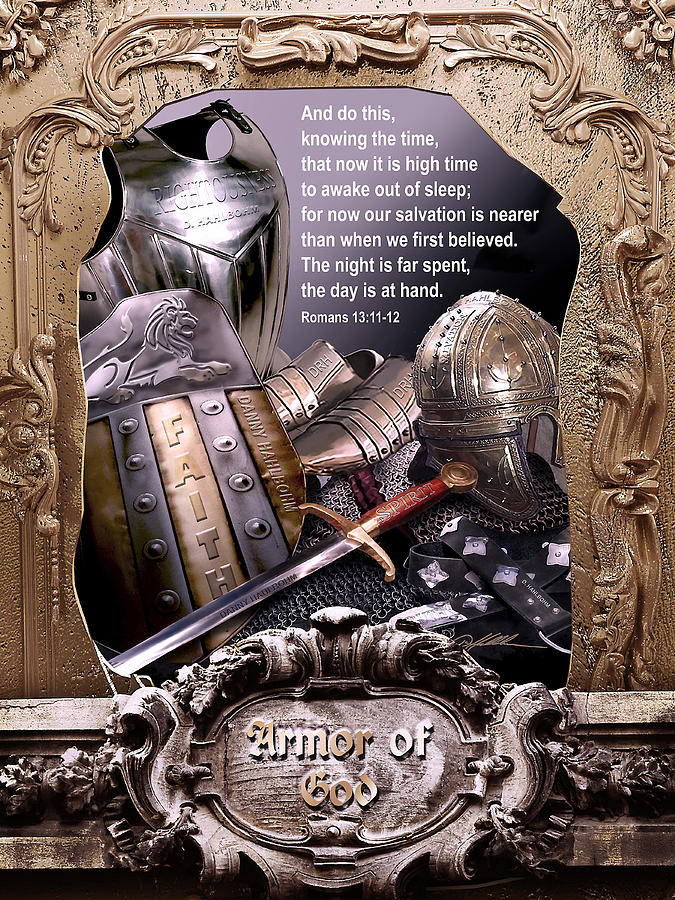 And do this,
knowing the time,
that now it is high time
to awake out of sleep;
for now our salvation is nearer
than when we first believed.
The night is far spent,
the day is at hand.
Romans 13:11-12
RIGHTOUSNESS
D. HAHLBOHM
DRH
DRH
FAITH
DANNY HAHLBOHM
SPIRIT
DANNY HAHLBOHM
D. HAHLBOHM
Armor of
God